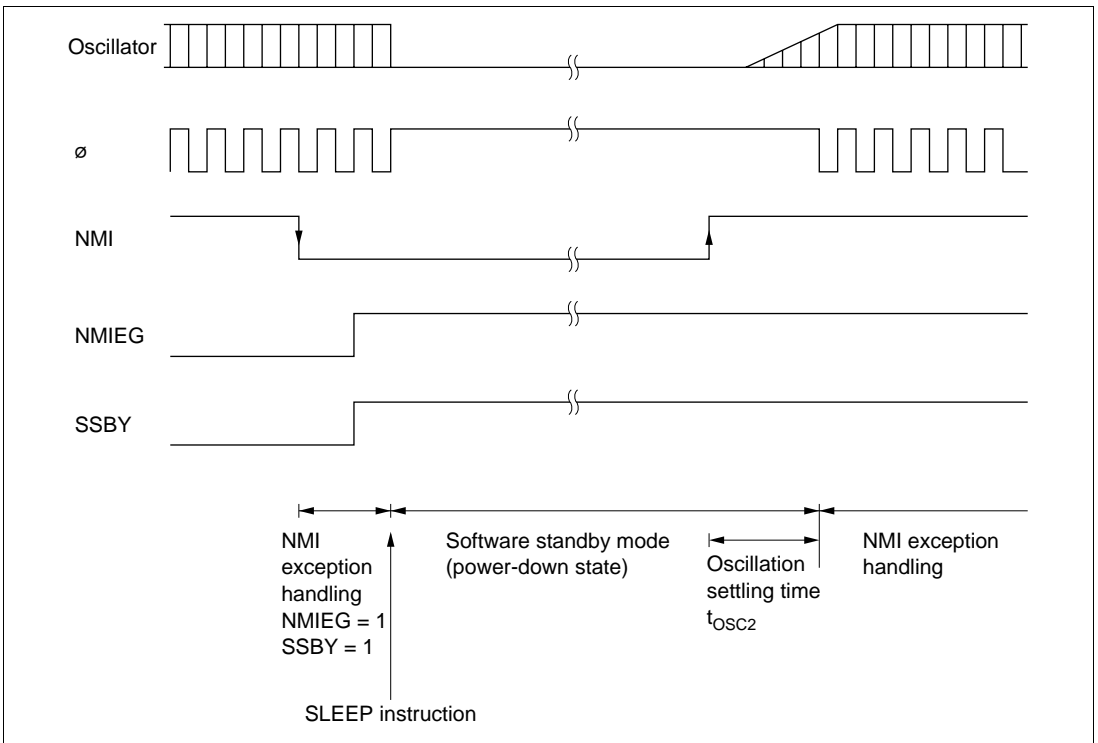 Oscillator
ø
NMI
NMIEG
SSBY
NMI
exception
handling
NMIEG = 1
SSBY = 1
Software standby mode
(power-down state)
Oscillation
settling time
tOSC2
NMI exception
handling
SLEEP instruction